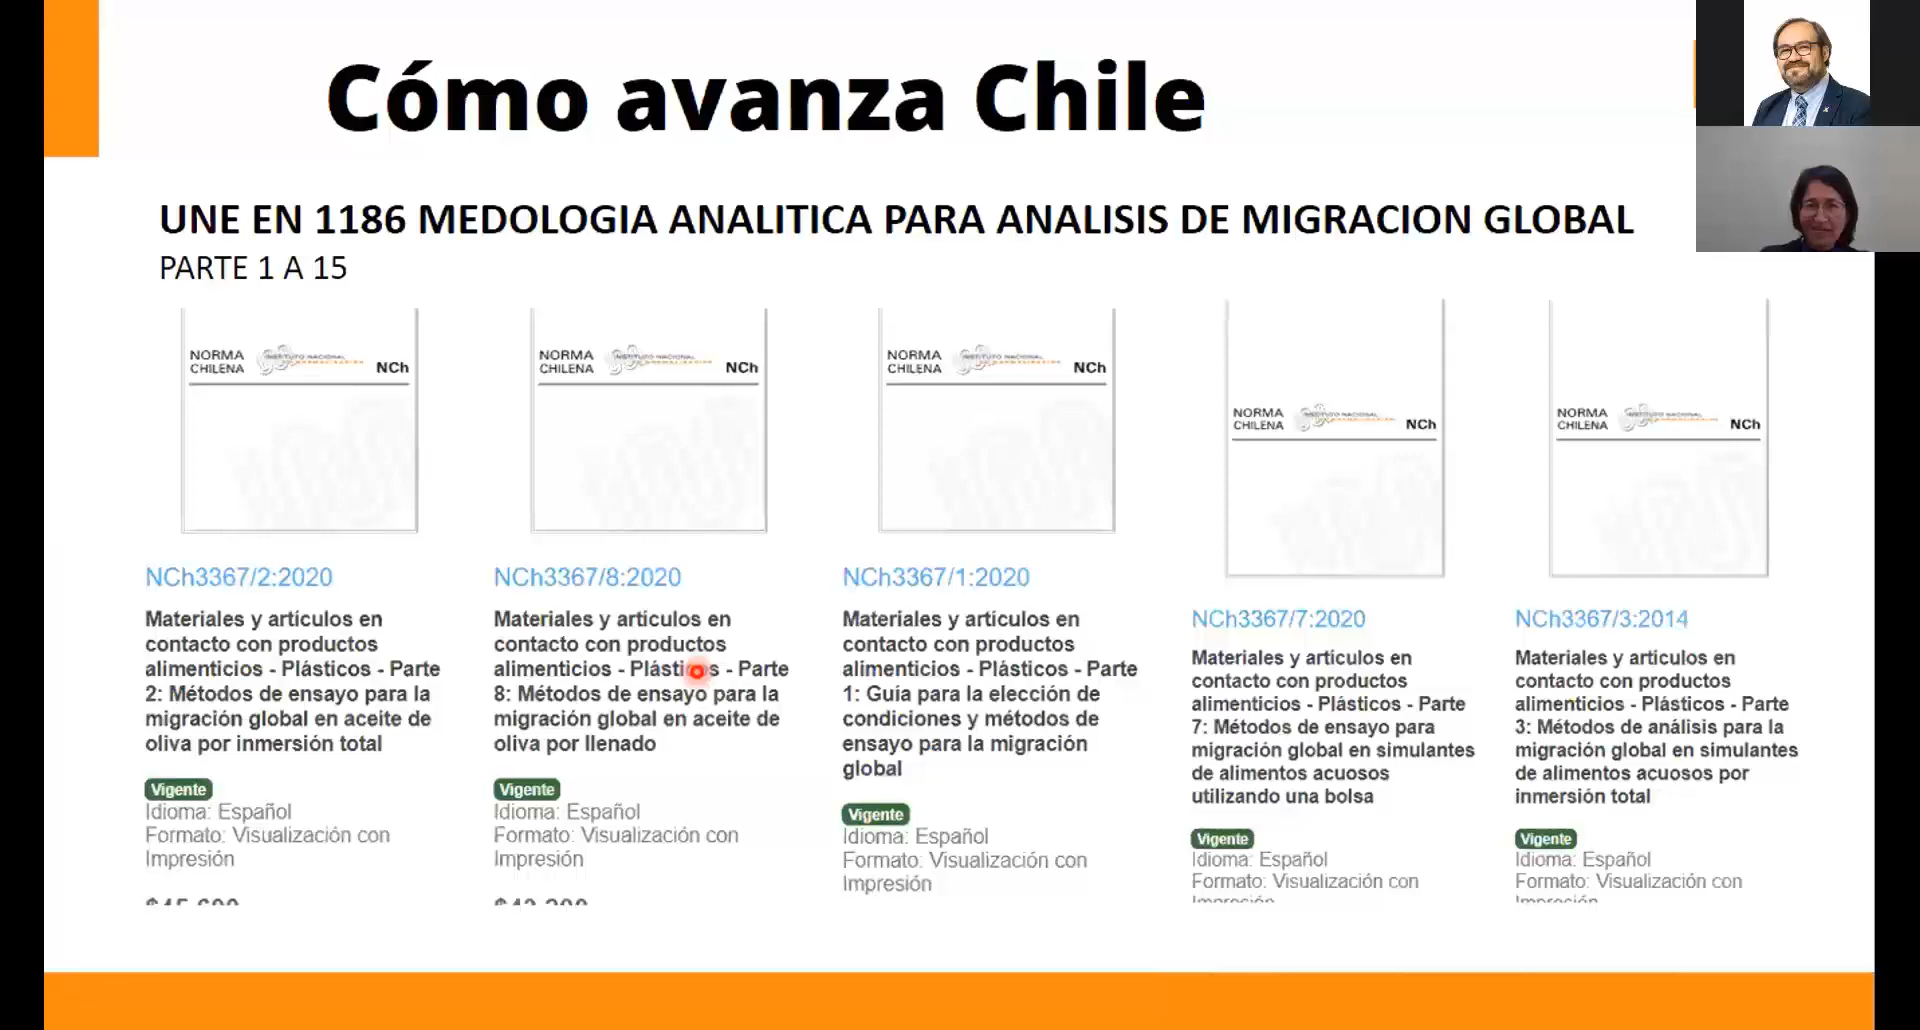 Cómo avanza Chile
UNE EN 1186 MEDOLOGIA ANALITICA PARA ANALISIS DE MIGRACION GLOBAL
PARTE 1 A 15
NORMA
CHILENA
INSTITUTO NACIONAL
NCh
NCh3367/2:2020
Materiales y artículos en
contacto con productos
alimenticios - Plásticos - Parte
2: Métodos de ensayo para la
migración global en aceite de
oliva por inmersión total
Vigente
Idioma: Español
Formato: Visualización con
Impresión
NORMA
CHILENA
INSTITUTO NACIONAL
NCh
NCh3367/8:2020
Materiales y artículos en
contacto con productos
alimenticios - Plásticos - Parte
8: Métodos de ensayo para la
migración global en aceite de
oliva por llenado
Vigente
Idioma: Español
Formato: Visualización con
Impresión
NORMA
CHILENA
INSTITUTO NACIONAL
NCh
NCh3367/1:2020
Materiales y artículos en
contacto con productos
alimenticios - Plásticos - Parte
1: Guía para la elección de
condiciones y métodos de
ensayo para la migración
global
Vigente
Idioma: Español
Formato: Visualización con
Impresión
NORMA
CHILENA
INSTITUTO NACIONAL
NCh
NCh3367/7:2020
Materiales y artículos en
contacto con productos
alimenticios - Plásticos - Parte
7: Métodos de ensayo para
migración global en simulantes
de alimentos acuosos
utilizando una bolsa
Vigente
Idioma: Español
Formato: Visualización con
Impresión
NORMA
CHILENA
INSTITUTO NACIONAL
NCh
NCh3367/3:2014
Materiales y artículos en
contacto con productos
alimenticios - Plásticos - Parte
3: Métodos de análisis para la
migración global en simulantes
de alimentos acuosos por
inmersión total
Vigente
Idioma: Español
Formato: Visualización con
Impresión